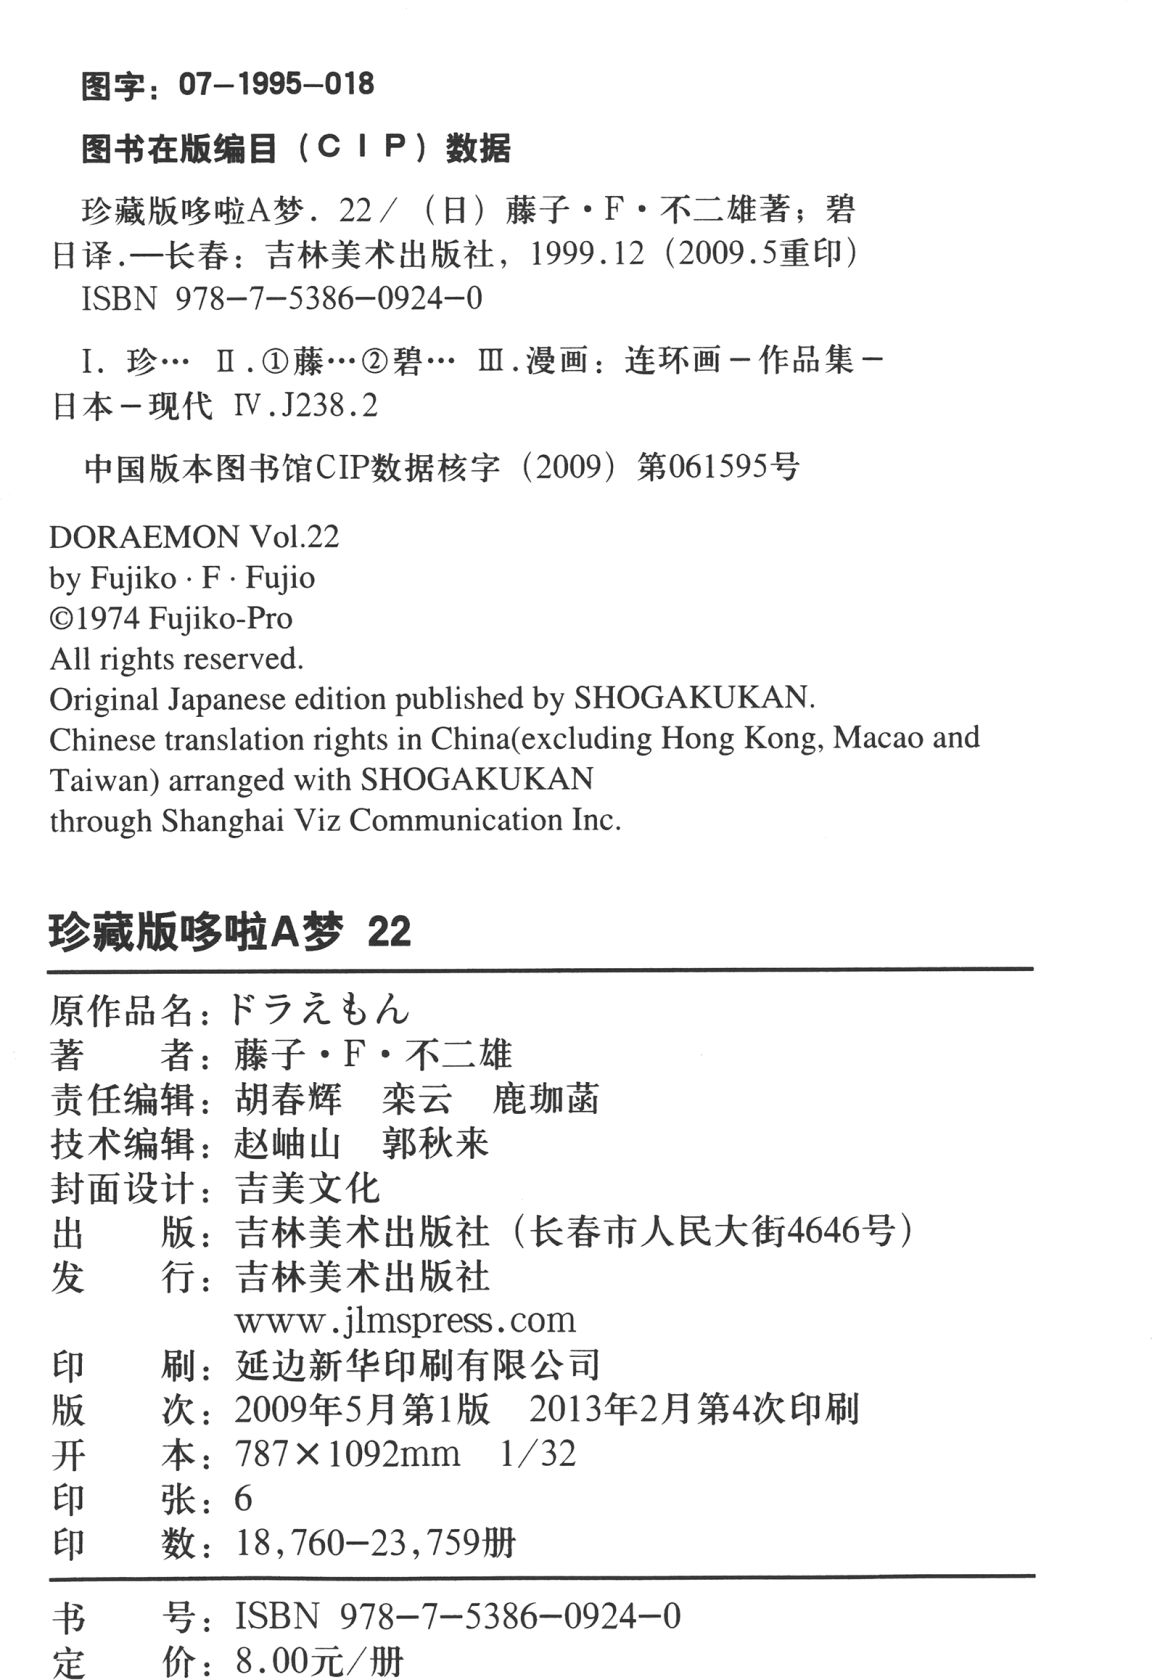 图字：07—1995—018
图书在版编目（CIP）数据
珍藏版哆啦A梦．22／（日）藤子·F·不二雄著；碧
日译.—长春：吉林美术出版社，1999.12（2009.5重印）
ISBN 978—7—5386—0924—0
Ⅰ．珍… Ⅱ.①藤…②碧… Ⅲ.漫画：连环画－作品集－
日本－现代 Ⅳ.J238.2
中国版本图书馆CIP数据核字（2009）第061595号
DORAEMON Vol.22
by Fujiko · F · Fujio
©1974 Fujiko-Pro
All rights reserved.
Original Japanese edition published by SHOGAKUKAN.
Chinese translation rights in China(excluding Hong Kong, Macao and
Taiwan) arranged with SHOGAKUKAN
through Shanghai Viz Communication Inc.
珍藏版哆啦A梦 22
原作品名：ドラえもん
著　　者：藤子·F·不二雄
责任编辑：胡春辉　栾云　鹿珈菡
技术编辑：赵岫山　郭秋来
封面设计：吉美文化
出　　版：吉林美术出版社（长春市人民大街4646号）
发　　行：吉林美术出版社
www.jlmspress.com
印　　刷：延边新华印刷有限公司
版　　次：2009年5月第1版　2013年2月第4次印刷
开　　本：787×1092mm　1/32
印　　张：6
印　　数：18,760—23,759册
书　　号：ISBN 978—7—5386—0924—0
定　　价：8.00元/册